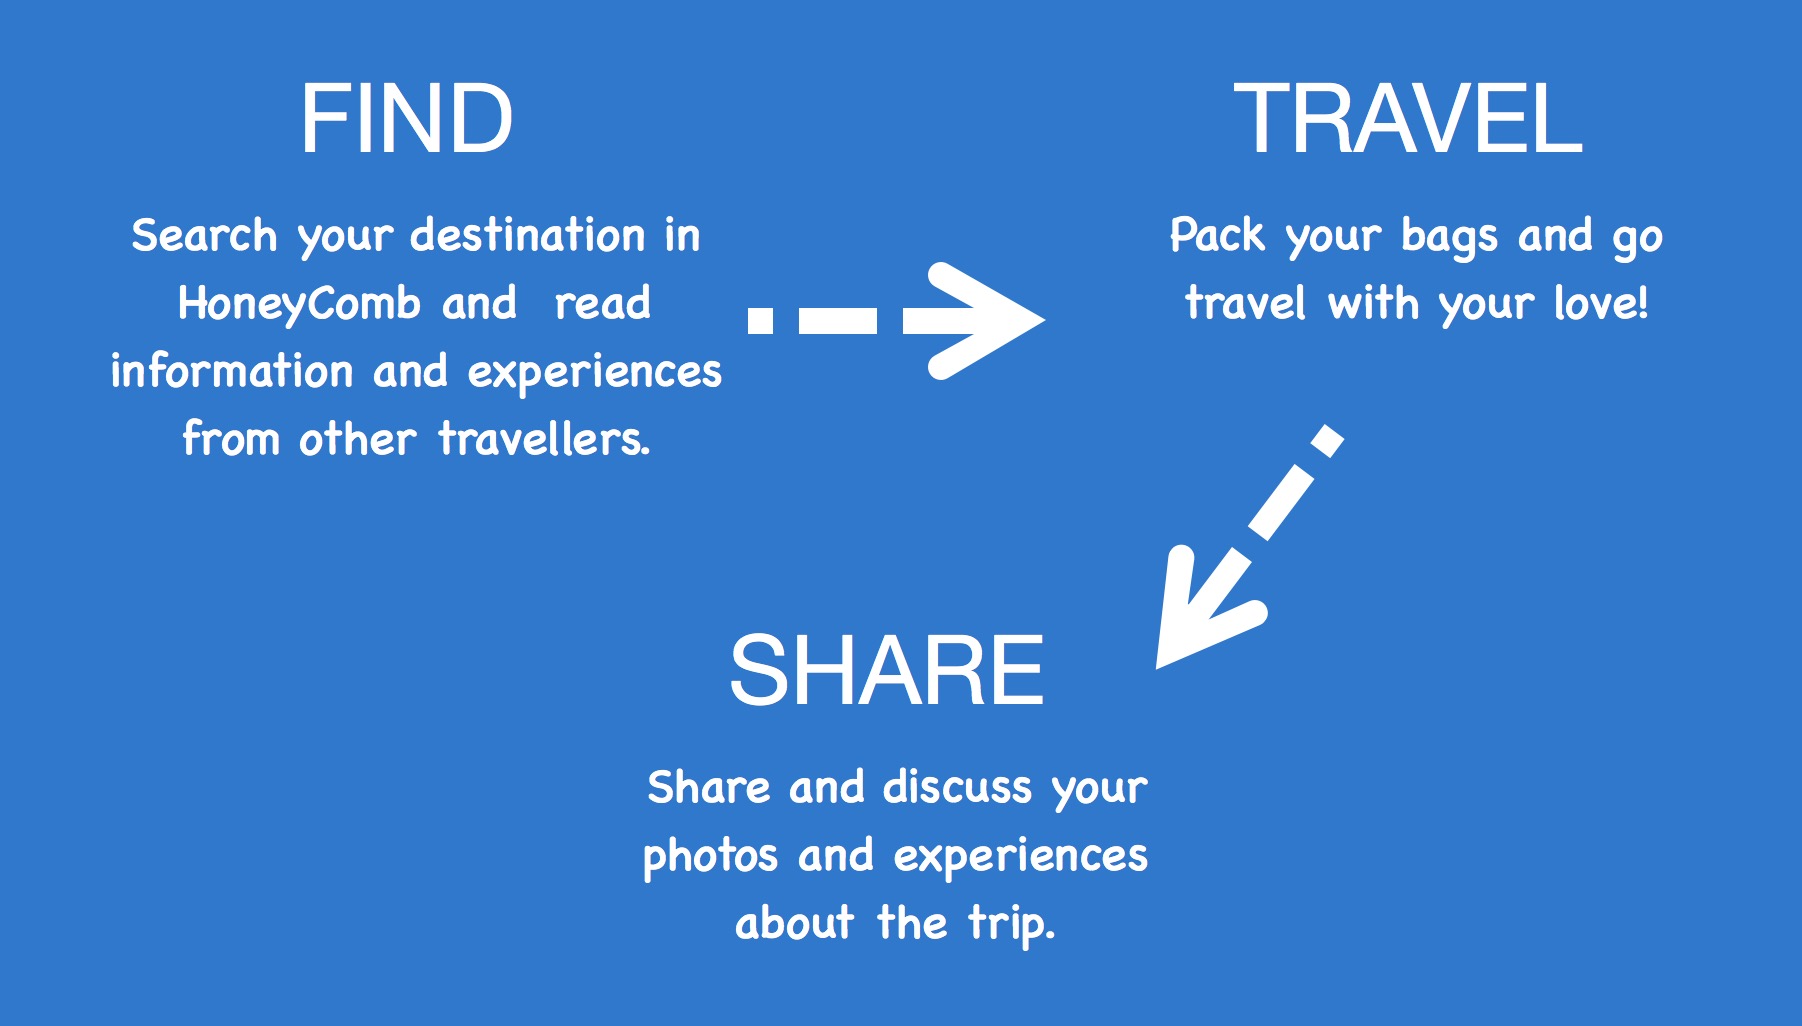 FIND
Search your destination in
HoneyComb and  read
information and experiences
from other travellers.
TRAVEL
Pack your bags and go
travel with your love!
SHARE
Share and discuss your
photos and experiences
about the trip.